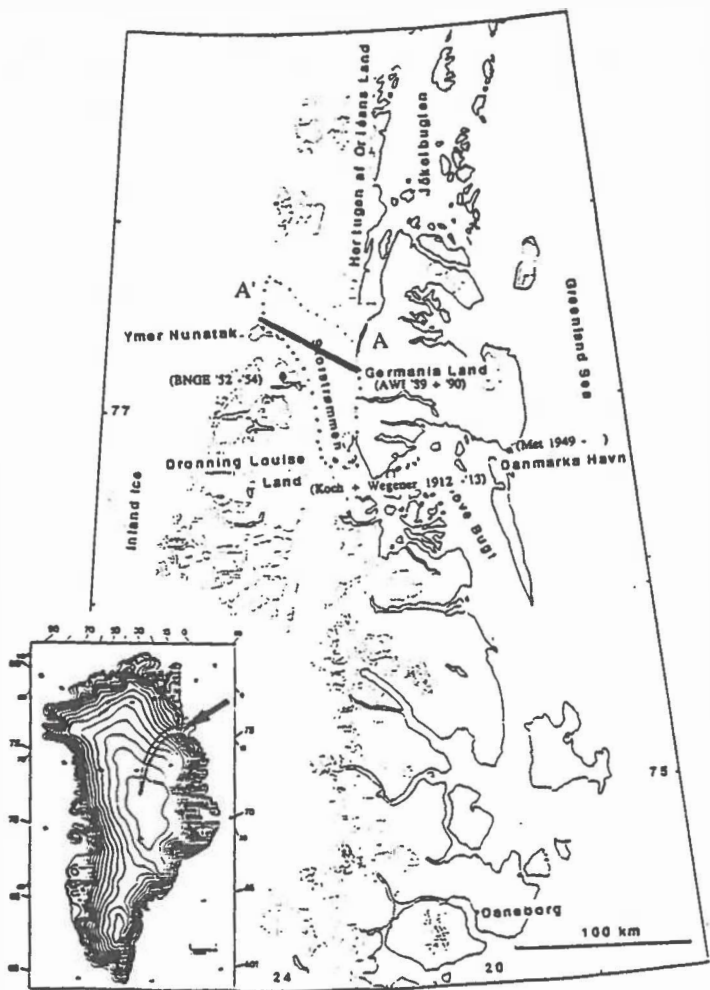 Hertugen af Orléans Land
Jökelbugten
A'
Ymer Nunatak
A
Greenland Sea
Storstrømmen
Germania Land
(BNGE '52 - '54)
(AWI '89 + '90)
77
(Met 1949 - )
Danmarks Havn
Dronning Louise
Land
(Koch + Wegener 1912 - '13)
Dove Bugt
Inland Ice
75
Daneborg
100 km
24
20